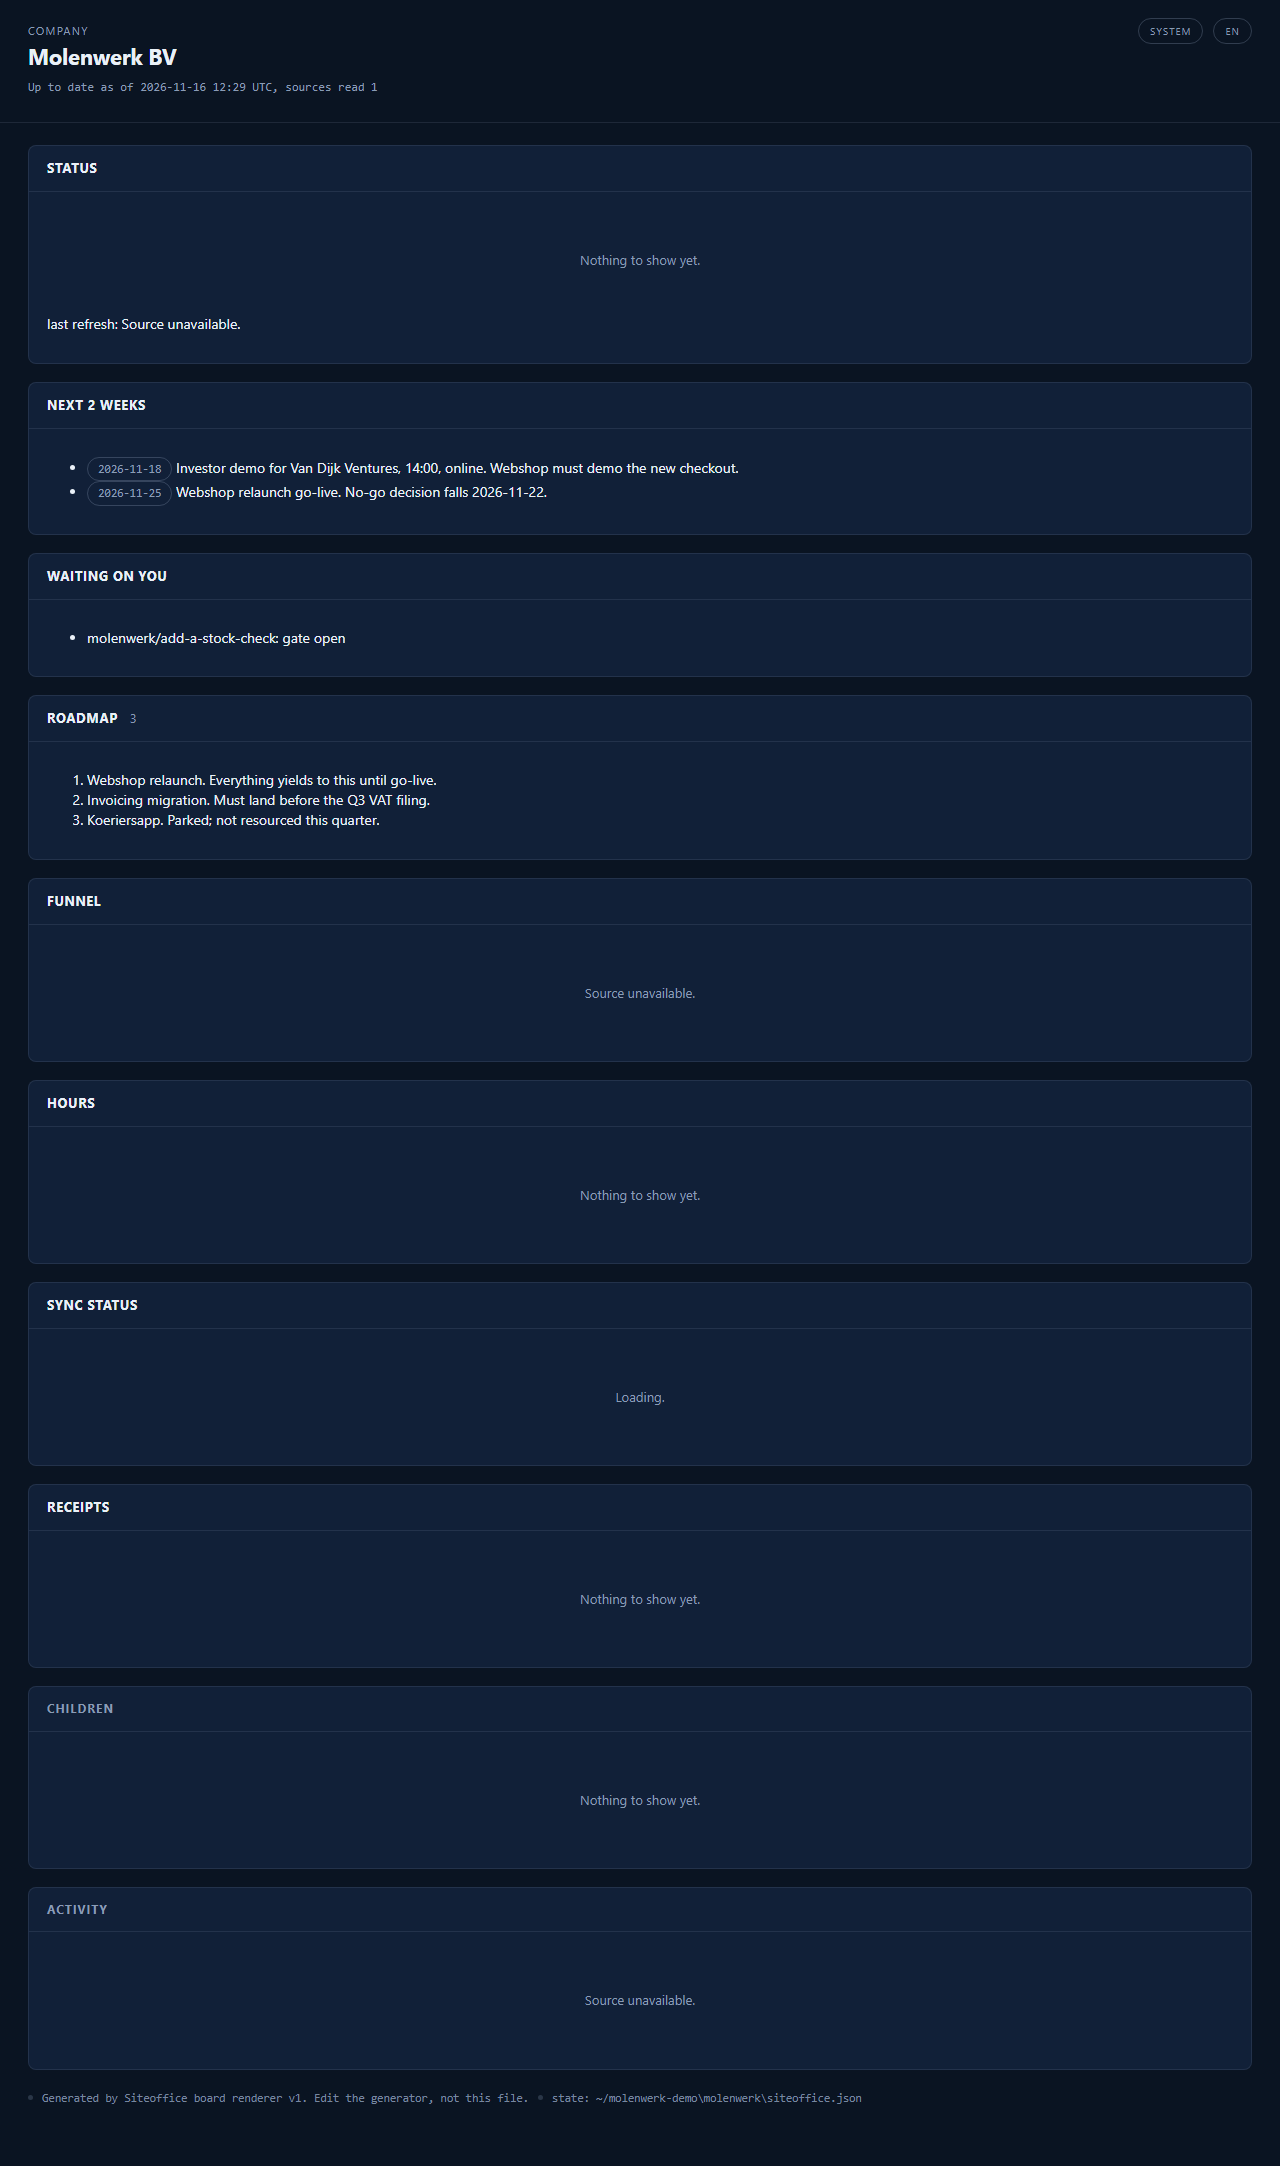 COMPANY
SYSTEM
EN
Molenwerk BV
Up to date as of 2026-11-16 12:29 UTC, sources read 1
STATUS
Nothing to show yet.
last refresh: Source unavailable.
NEXT 2 WEEKS
2026-11-18 Investor demo for Van Dijk Ventures, 14:00, online. Webshop must demo the new checkout.
2026-11-25 Webshop relaunch go-live. No-go decision falls 2026-11-22.
WAITING ON YOU
molenwerk/add-a-stock-check: gate open
ROADMAP 3
1. Webshop relaunch. Everything yields to this until go-live.
2. Invoicing migration. Must land before the Q3 VAT filing.
3. Koeriersapp. Parked; not resourced this quarter.
FUNNEL
Source unavailable.
HOURS
Nothing to show yet.
SYNC STATUS
Loading.
RECEIPTS
Nothing to show yet.
CHILDREN
Nothing to show yet.
ACTIVITY
Source unavailable.
Generated by Siteoffice board renderer v1. Edit the generator, not this file. state: ~/molenwerk-demo\molenwerk\siteoffice.json